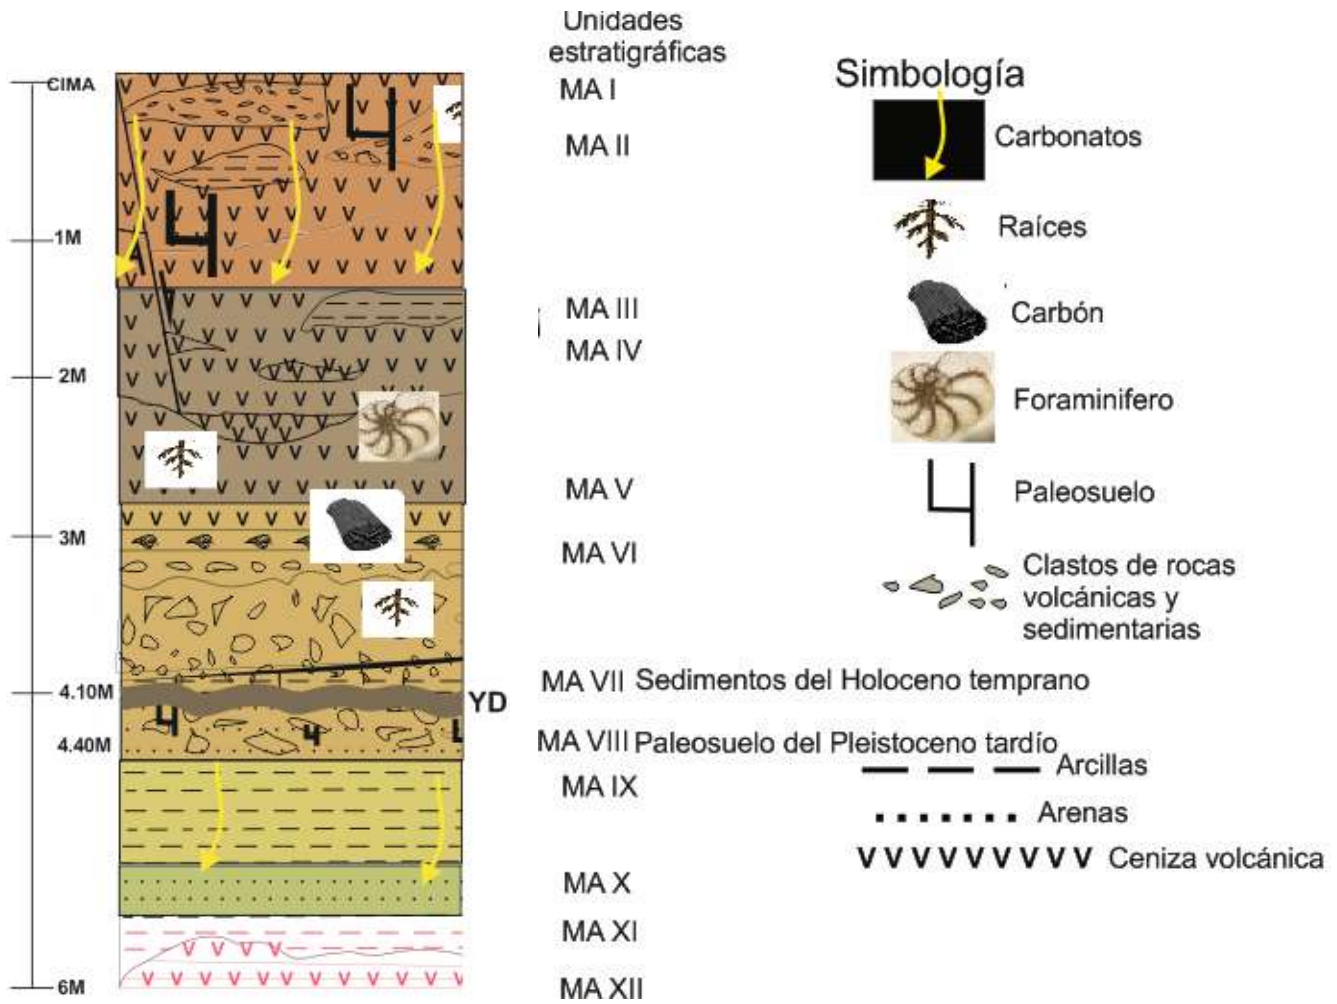 CIMA
1M
2M
3M
4.10M
4.40M
6M
YD
Unidades
estratigráficas
MA I
MA II
MA III
MA IV
MA V
MA VI
MA VII Sedimentos del Holoceno temprano
MA VIII Paleosuelo del Pleistoceno tardío
MA IX
MA X
MA XI
MA XII
Simbología
Carbonatos
Raíces
Carbón
Foraminifero
Paleosuelo
Clastos de rocas
volcánicas y
sedimentarias
Arcillas
Arenas
Ceniza volcánica